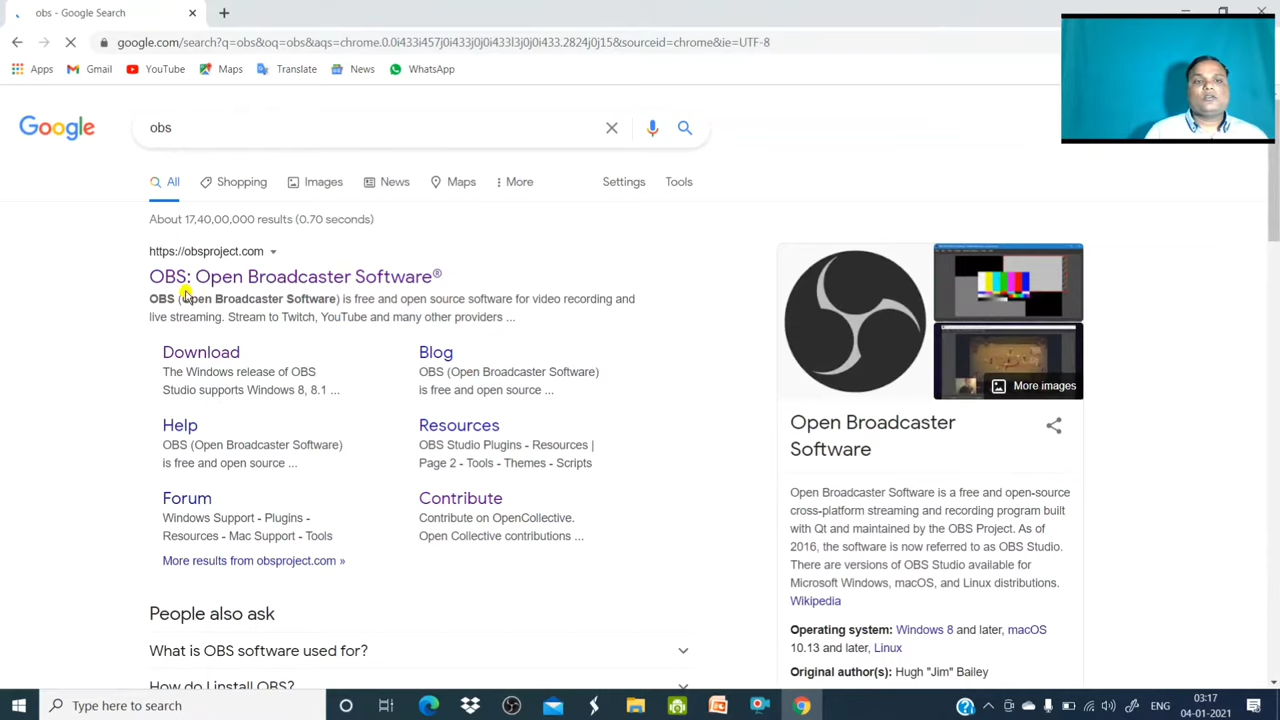 obs - Google Search
google.com/search?q=obs&oq=obs&aqs=chrome.0.0i433i457j0i433j0j0i433l3j0j0i433.2824j0j15&sourceid=chrome&ie=UTF-8
Apps Gmail YouTube Maps Translate News WhatsApp
Google
obs
All Shopping Images News Maps More Settings Tools
About 17,40,00,000 results (0.70 seconds)
https://obsproject.com
OBS: Open Broadcaster Software®
OBS (Open Broadcaster Software) is free and open source software for video recording and
live streaming. Stream to Twitch, YouTube and many other providers ...
Download
The Windows release of OBS
Studio supports Windows 8, 8.1 ...
Blog
OBS (Open Broadcaster Software)
is free and open source ...
Help
OBS (Open Broadcaster Software)
is free and open source ...
Resources
OBS Studio Plugins - Resources |
Page 2 - Tools - Themes - Scripts
Forum
Windows Support - Plugins -
Resources - Mac Support - Tools
Contribute
Contribute on OpenCollective.
Open Collective contributions ...
More results from obsproject.com »
People also ask
What is OBS software used for?
How do I install OBS?
More images
Open Broadcaster
Software
Open Broadcaster Software is a free and open-source
cross-platform streaming and recording program built
with Qt and maintained by the OBS Project. As of
2016, the software is now referred to as OBS Studio.
There are versions of OBS Studio available for
Microsoft Windows, macOS, and Linux distributions.
Wikipedia
Operating system: Windows 8 and later, macOS
10.13 and later, Linux
Original author(s): Hugh "Jim" Bailey
Type here to search
ENG
03:17
04-01-2021